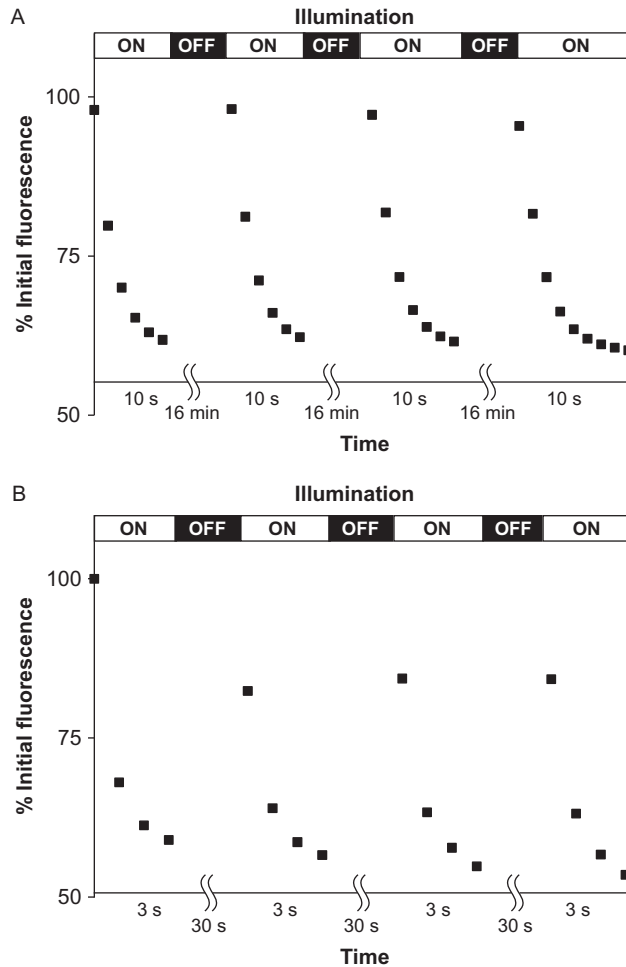 A
Illumination
ON OFF ON OFF ON OFF ON
100
75
50
% Initial fluorescence
10 s 16 min 10 s 16 min 10 s 16 min 10 s
Time
B
Illumination
ON OFF ON OFF ON OFF ON
100
75
50
% Initial fluorescence
3 s 30 s 3 s 30 s 3 s 30 s 3 s
Time